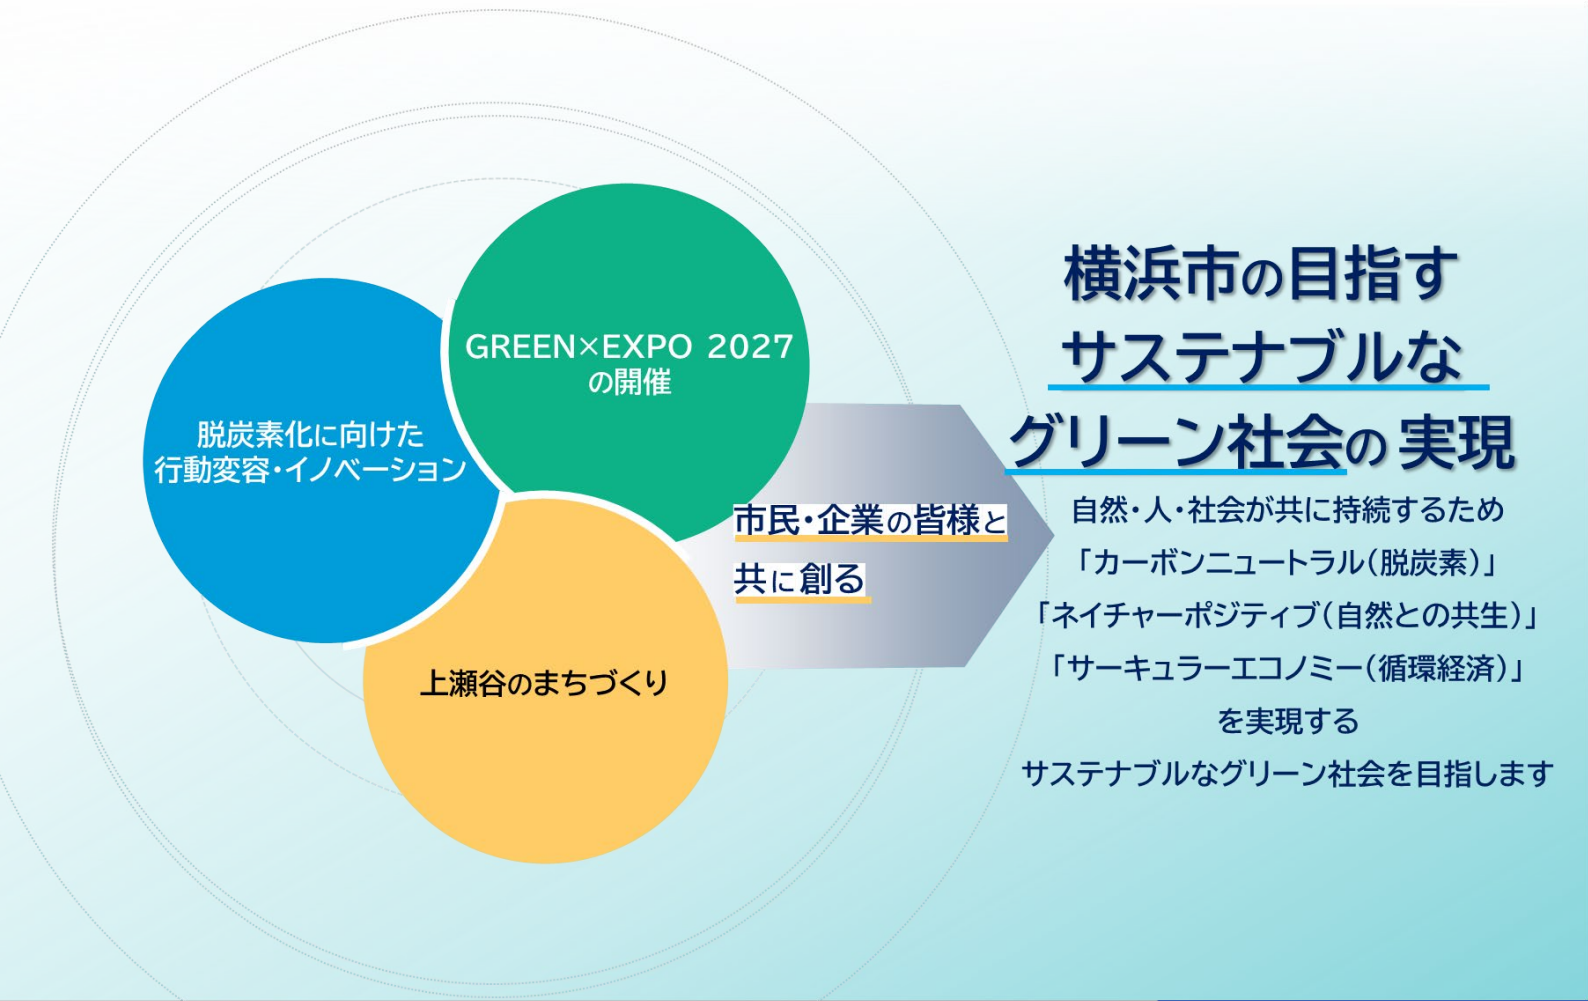 GREEN×EXPO 2027
の開催
脱炭素化に向けた
行動変容・イノベーション
上瀬谷のまちづくり
市民・企業の皆様と
共に創る
横浜市の目指す
サステナブルな
グリーン社会の実現
自然・人・社会が共に持続するため
「カーボンニュートラル(脱炭素)」
「ネイチャーポジティブ(自然との共生)」
「サーキュラーエコノミー(循環経済)」
を実現する
サステナブルなグリーン社会を目指します